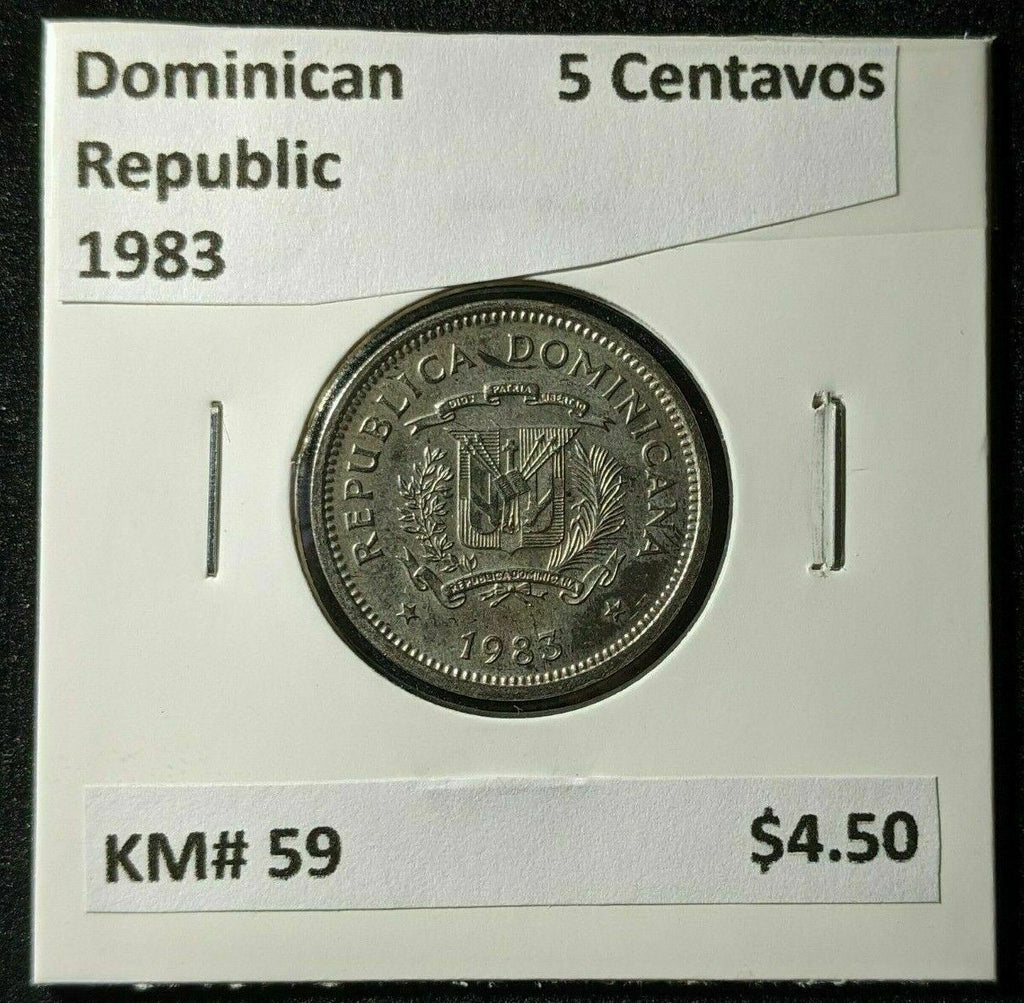 Dominican 5 Centavos
Republic
1983
REPUBLICA DOMINICANA
DIOS PATRIA LIBERTAD
REPUBLICA DOMINICANA
1983
KM# 59 $4.50